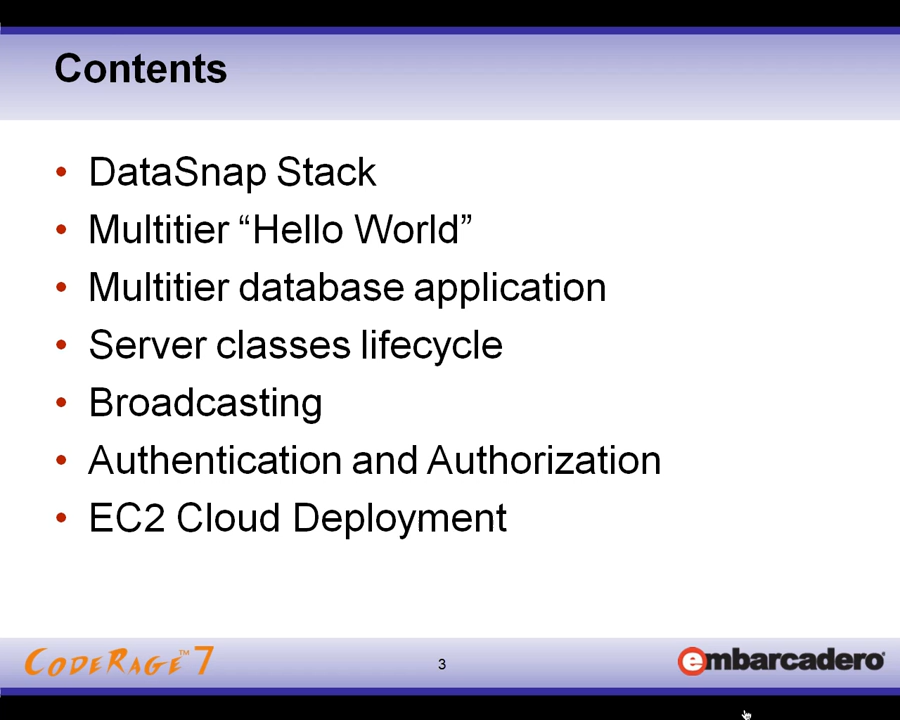 Contents
• DataSnap Stack
• Multitier “Hello World”
• Multitier database application
• Server classes lifecycle
• Broadcasting
• Authentication and Authorization
• EC2 Cloud Deployment
CODERAGE™ 7
3
embarcadero®